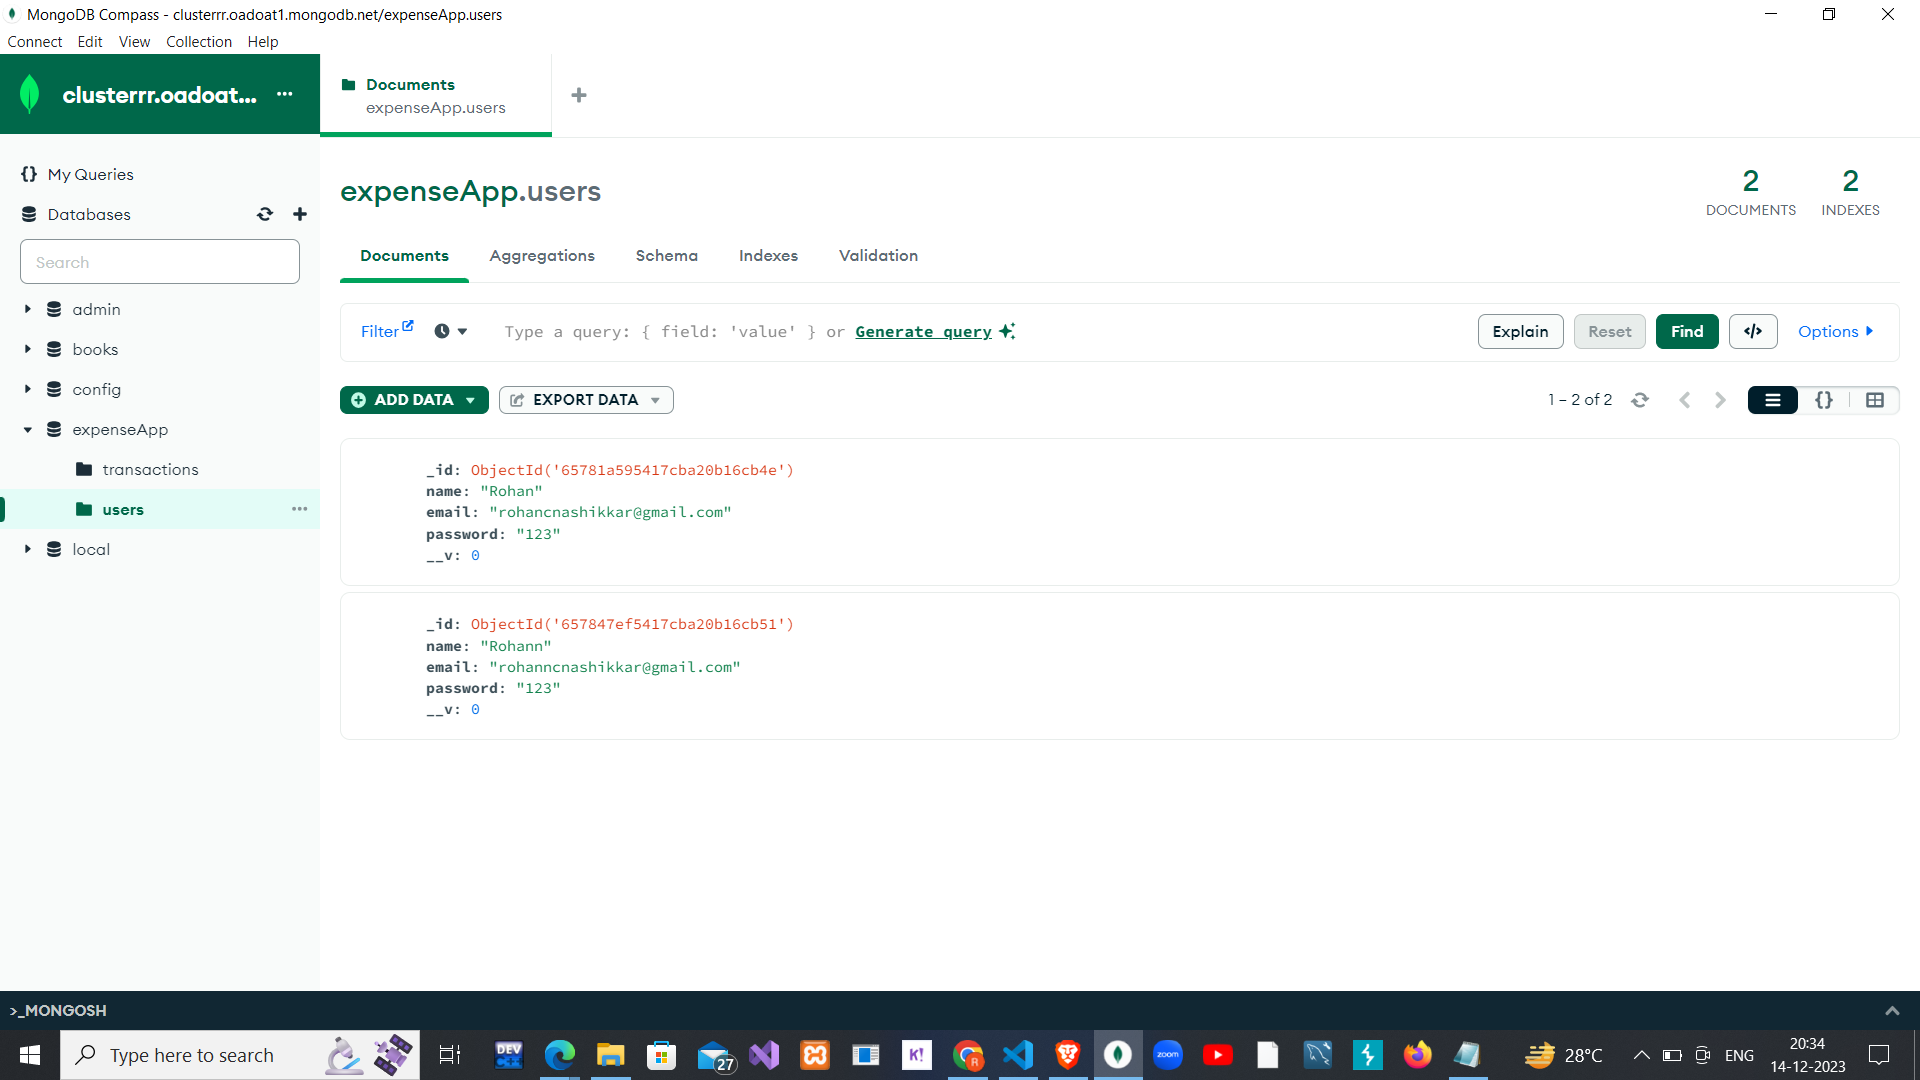 MongoDB Compass - clusterrr.oadoat1.mongodb.net/expenseApp.users
Connect Edit View Collection Help
clusterrr.oadoat... ...
Documents
expenseApp.users
My Queries
Databases
Search
admin
books
config
expenseApp
transactions
users
local
expenseApp.users
2
DOCUMENTS
2
INDEXES
Documents Aggregations Schema Indexes Validation
Filter Type a query: { field: 'value' } or Generate query Explain Reset Find </> Options
ADD DATA EXPORT DATA 1 – 2 of 2 {}
_id: ObjectId('65781a595417cba20b16cb4e')
name: "Rohan"
email: "rohancnashikkar@gmail.com"
password: "123"
__v: 0
_id: ObjectId('657847ef5417cba20b16cb51')
name: "Rohann"
email: "rohanncnashikkar@gmail.com"
password: "123"
__v: 0
>_MONGOSH
Type here to search DEV 27 K! zoom 28°C ENG 20:34
14-12-2023